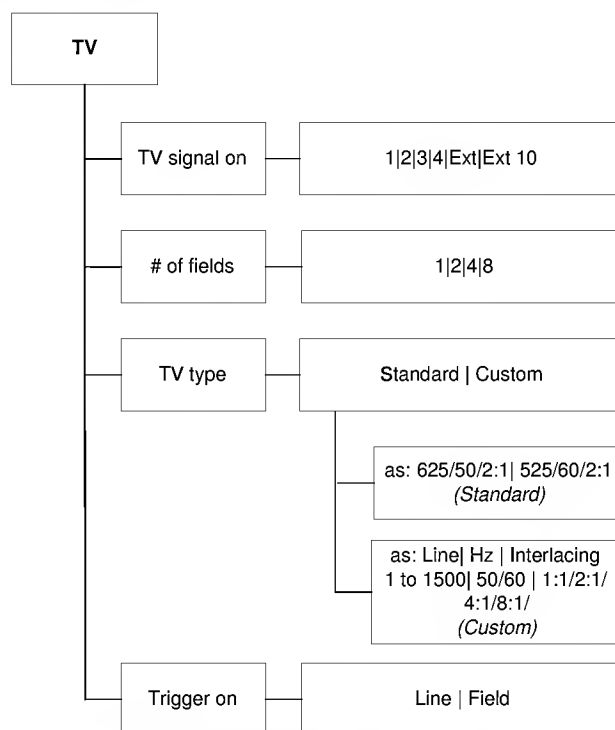 TV
TV signal on
1|2|3|4|Ext|Ext 10
# of fields
1|2|4|8
TV type
Standard | Custom
as: 625/50/2:1| 525/60/2:1
(Standard)
as: Line| Hz | Interlacing
1 to 1500| 50/60 | 1:1/2:1/
4:1/8:1/
(Custom)
Trigger on
Line | Field